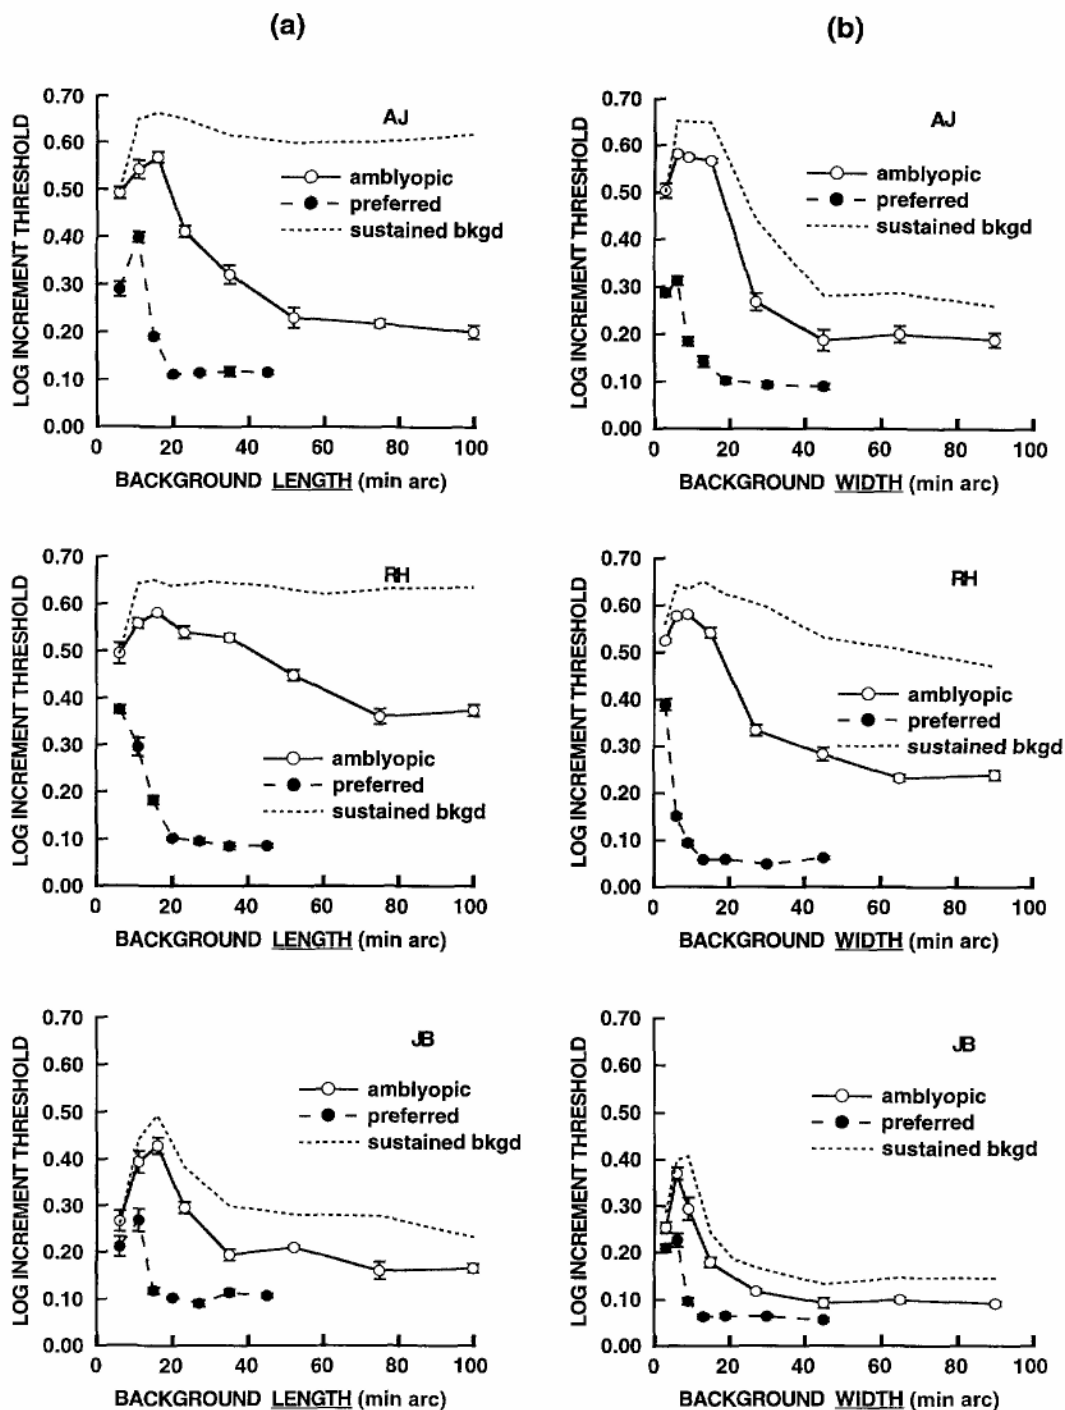 (a)
(b)
LOG INCREMENT THRESHOLD
0.70
0.60
0.50
0.40
0.30
0.20
0.10
0.00
AJ
amblyopic
preferred
sustained bkgd
0 20 40 60 80 100
BACKGROUND LENGTH (min arc)
LOG INCREMENT THRESHOLD
0.70
0.60
0.50
0.40
0.30
0.20
0.10
0.00
AJ
amblyopic
preferred
sustained bkgd
0 20 40 60 80 100
BACKGROUND WIDTH (min arc)
LOG INCREMENT THRESHOLD
0.70
0.60
0.50
0.40
0.30
0.20
0.10
0.00
RH
amblyopic
preferred
sustained bkgd
0 20 40 60 80 100
BACKGROUND LENGTH (min arc)
LOG INCREMENT THRESHOLD
0.70
0.60
0.50
0.40
0.30
0.20
0.10
0.00
RH
amblyopic
preferred
sustained bkgd
0 20 40 60 80 100
BACKGROUND WIDTH (min arc)
LOG INCREMENT THRESHOLD
0.70
0.60
0.50
0.40
0.30
0.20
0.10
0.00
JB
amblyopic
preferred
sustained bkgd
0 20 40 60 80 100
BACKGROUND LENGTH (min arc)
LOG INCREMENT THRESHOLD
0.70
0.60
0.50
0.40
0.30
0.20
0.10
0.00
JB
amblyopic
preferred
sustained bkgd
0 20 40 60 80 100
BACKGROUND WIDTH (min arc)